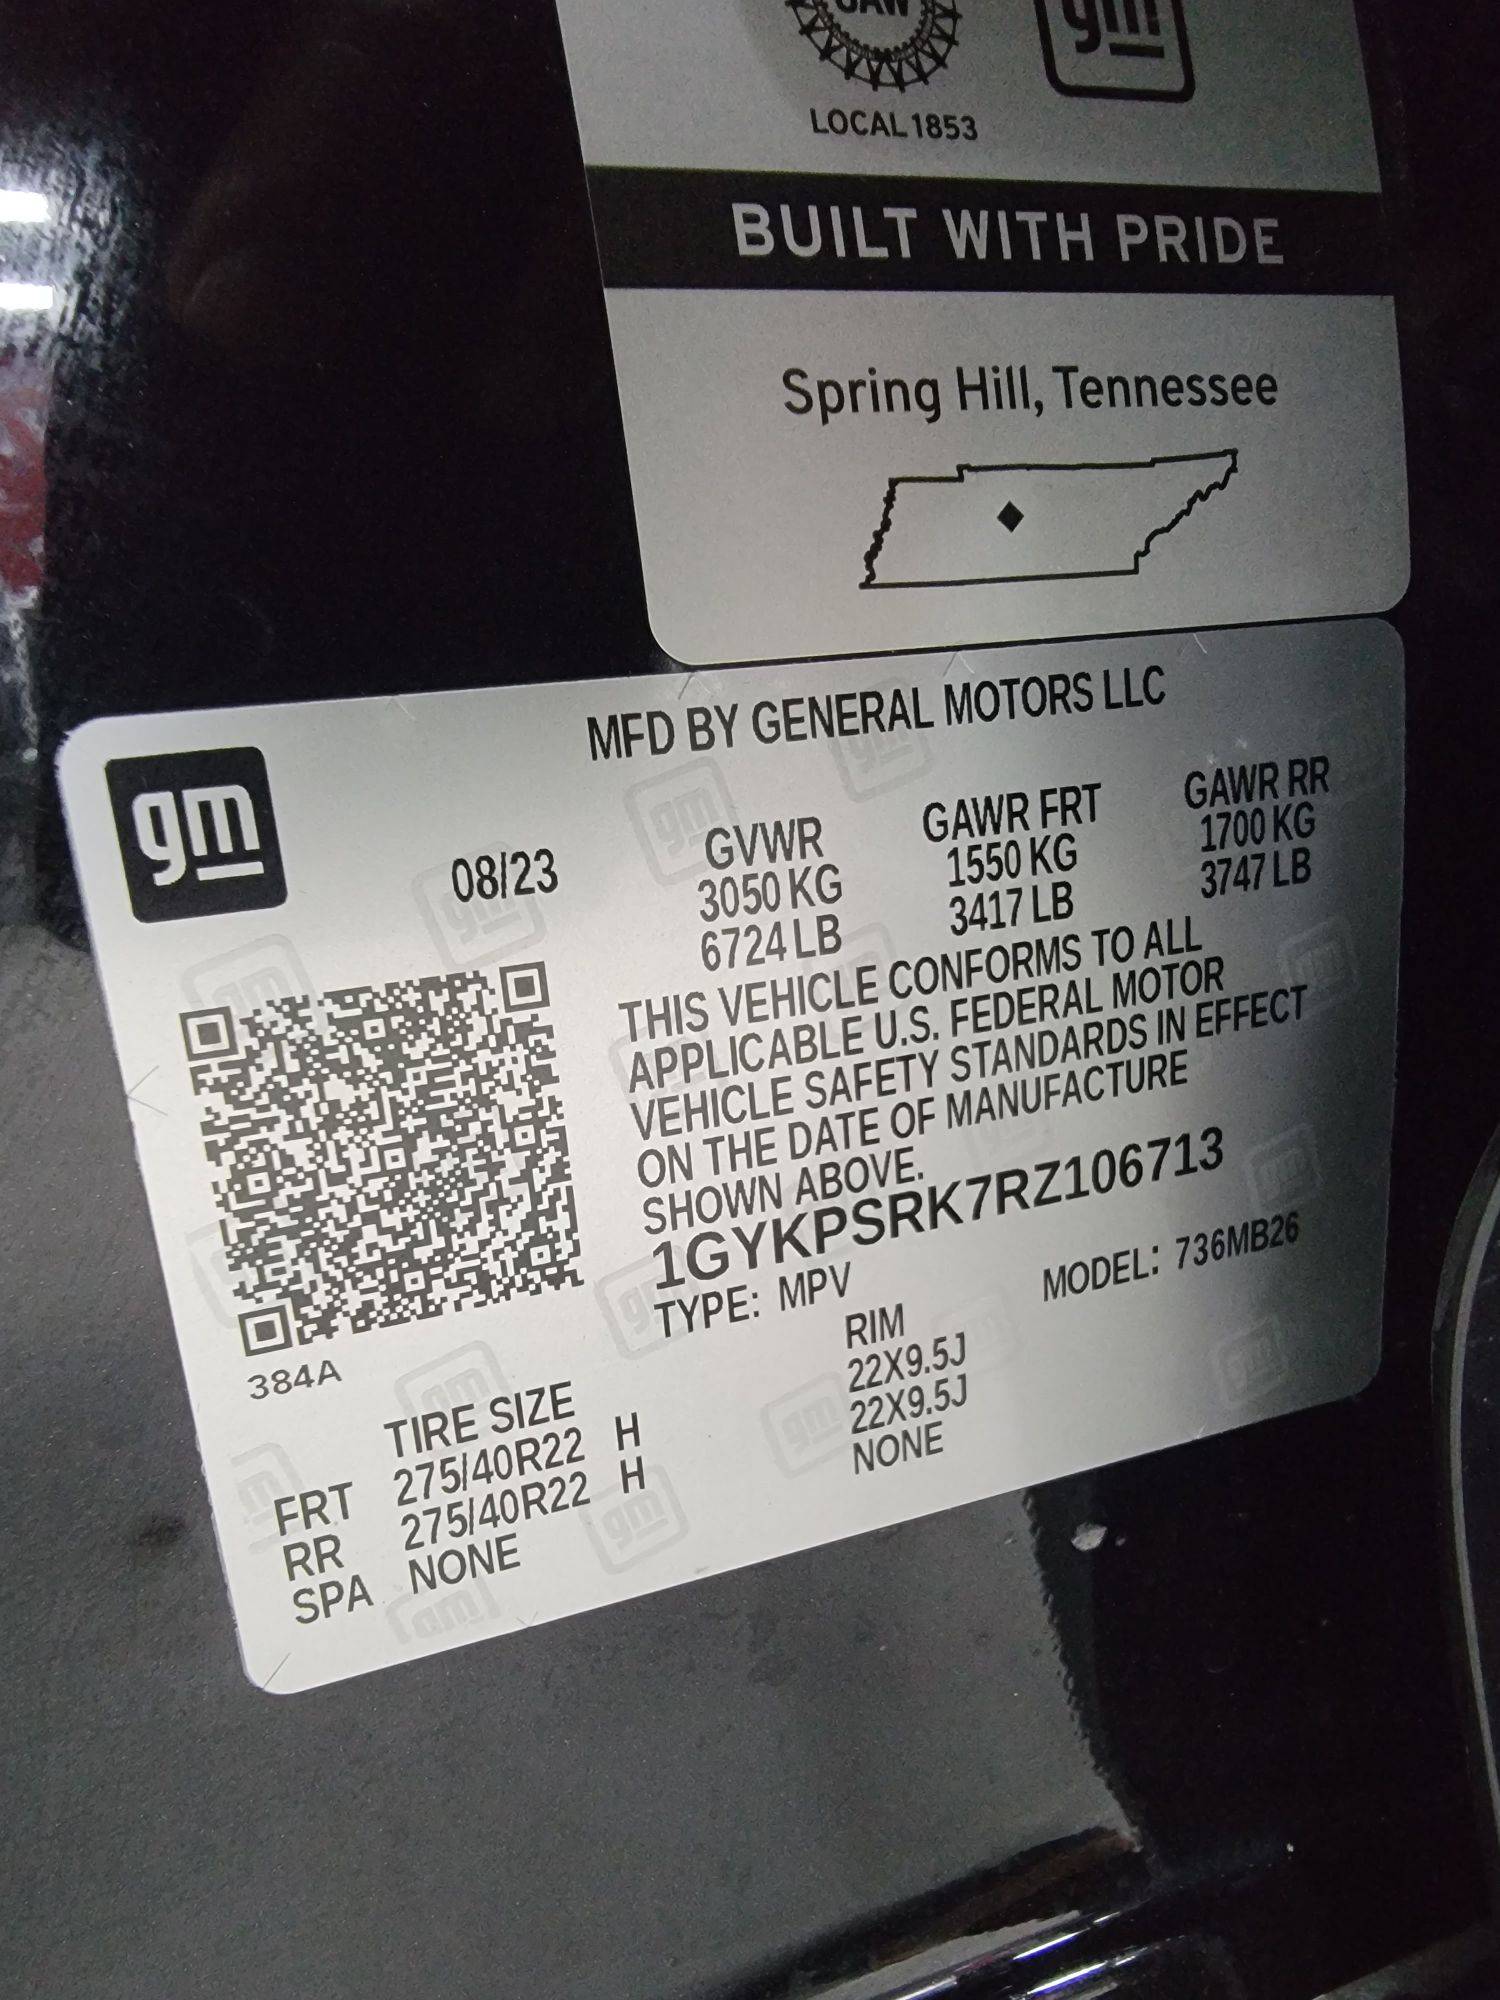 UAW
gm
LOCAL 1853
BUILT WITH PRIDE
Spring Hill, Tennessee
MFD BY GENERAL MOTORS LLC
gm
08/23
GVWR
3050 KG
6724 LB
GAWR FRT
1550 KG
3417 LB
GAWR RR
1700 KG
3747 LB
THIS VEHICLE CONFORMS TO ALL
APPLICABLE U.S. FEDERAL MOTOR
VEHICLE SAFETY STANDARDS IN EFFECT
ON THE DATE OF MANUFACTURE
SHOWN ABOVE.
1GYKPSRK7RZ106713
TYPE: MPV
MODEL: 736MB26
384A
TIRE SIZE
RIM
FRT 275/40R22 H 22X9.5J
RR 275/40R22 H 22X9.5J
SPA NONE NONE